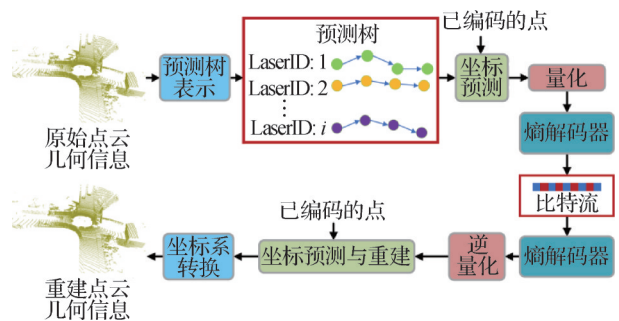 已编码的点
预测树
LaserID: 1
LaserID: 2
⋮
LaserID: i
预测树
表示
坐标
预测
量化
原始点云
几何信息
熵解码器
比特流
已编码的点
坐标系
转换
坐标预测与重建
逆
量化
熵解码器
重建点云
几何信息